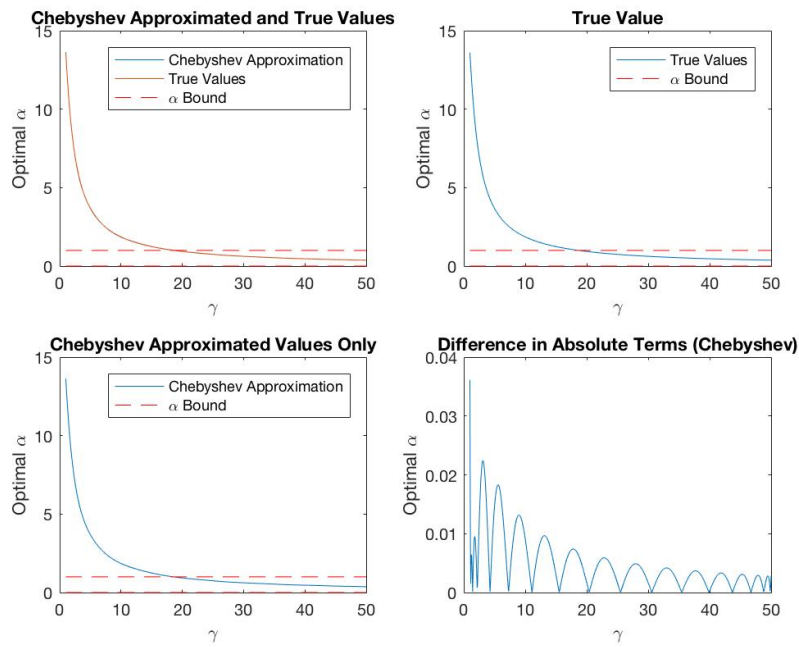 Chebyshev Approximated and True Values
15
10
5
0
0 10 20 30 40 50
Optimal α
γ
Chebyshev Approximation
True Values
α Bound
True Value
15
10
5
0
0 10 20 30 40 50
Optimal α
γ
True Values
α Bound
Chebyshev Approximated Values Only
15
10
5
0
0 10 20 30 40 50
Optimal α
γ
Chebyshev Approximation
α Bound
Difference in Absolute Terms (Chebyshev)
0.04
0.03
0.02
0.01
0
0 10 20 30 40 50
Optimal α
γ